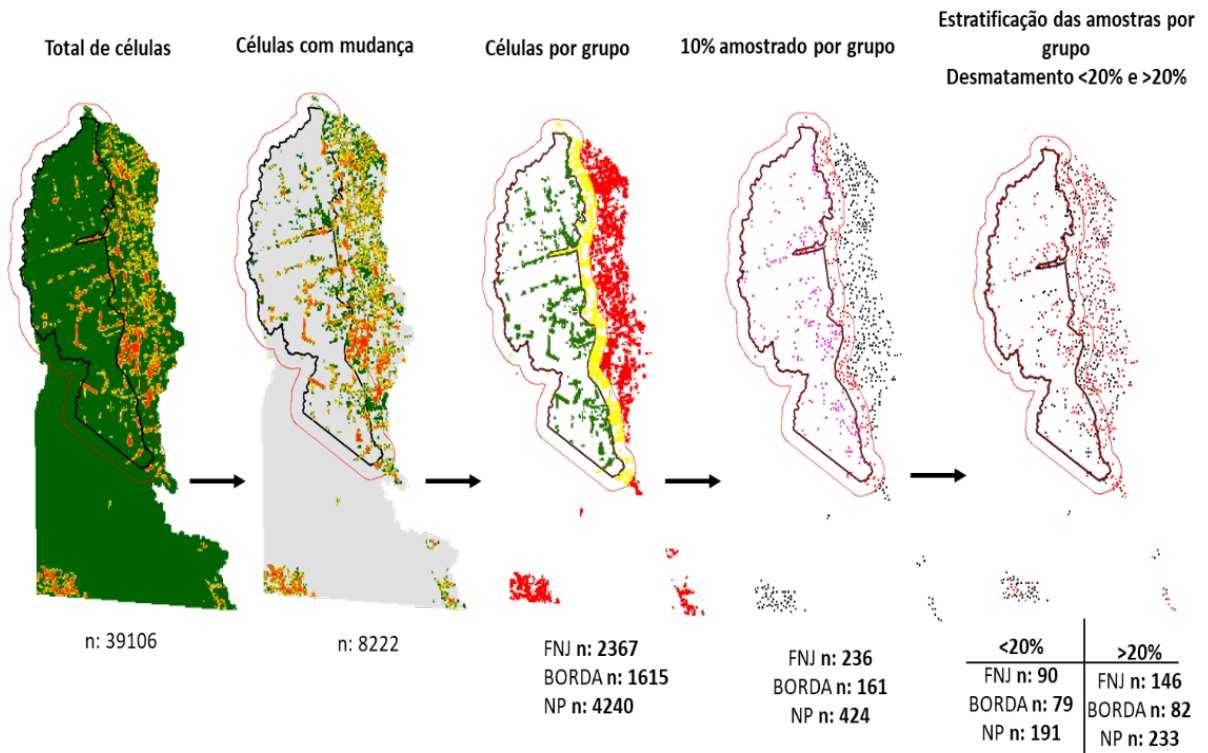 Total de células
Células com mudança
Células por grupo
10% amostrado por grupo
Estratificação das amostras por
grupo
Desmatamento <20% e >20%
n: 39106
n: 8222
FNJ n: 2367
BORDA n: 1615
NP n: 4240
FNJ n: 236
BORDA n: 161
NP n: 424
<20%
FNJ n: 90
BORDA n: 79
NP n: 191
>20%
FNJ n: 146
BORDA n: 82
NP n: 233